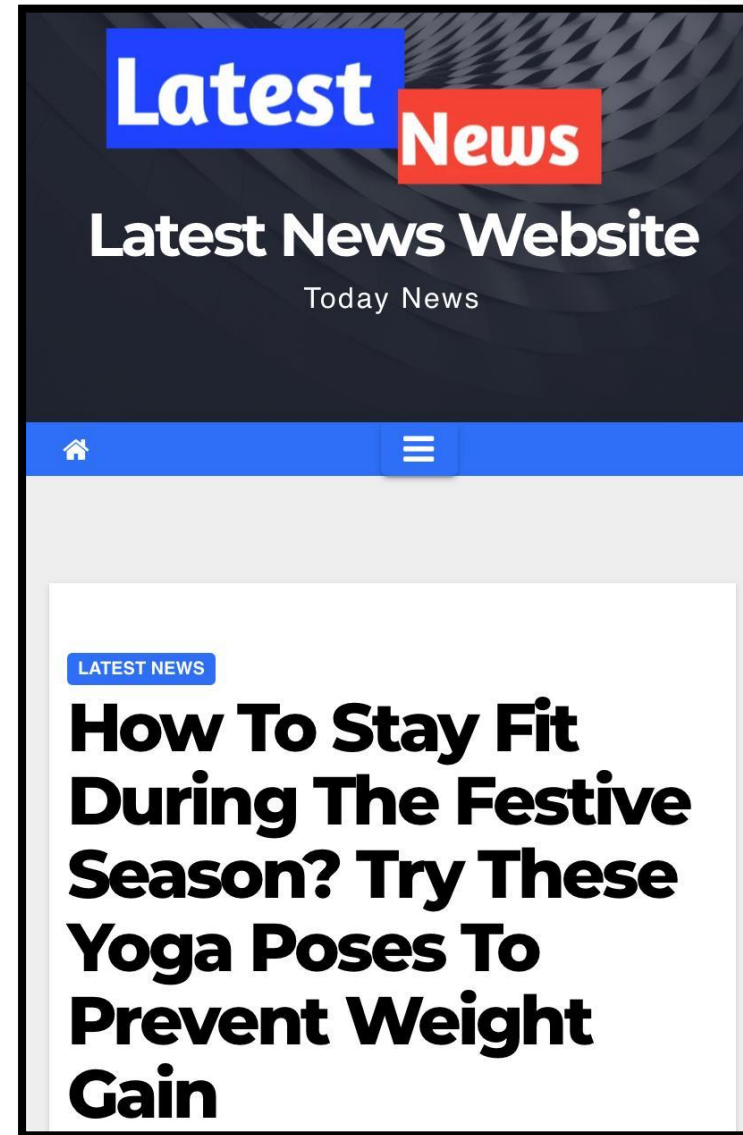 Latest
News
Latest News Website
Today News
LATEST NEWS
How To Stay Fit
During The Festive
Season? Try These
Yoga Poses To
Prevent Weight
Gain